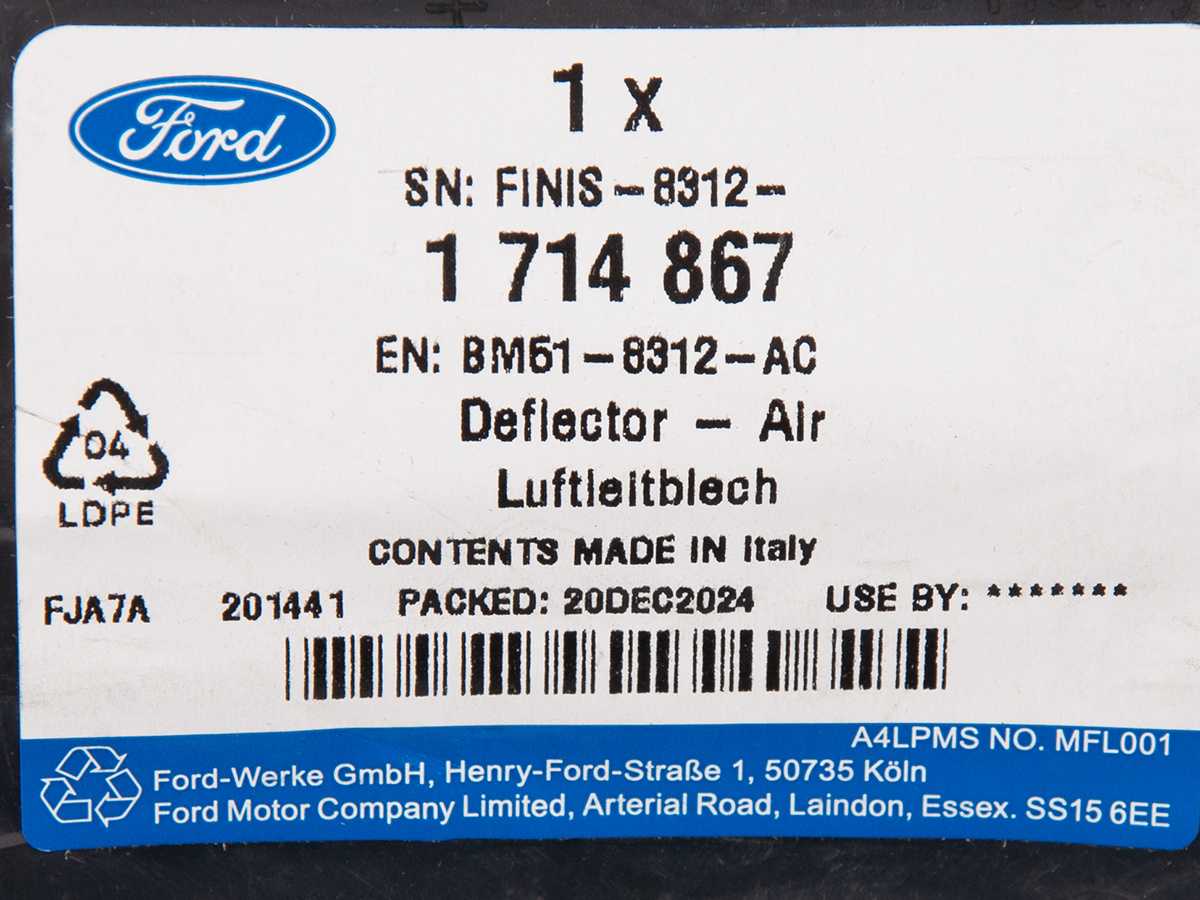 Ford
1 x
SN: FINIS-8312-
1 714 867
EN: BM51-8312-AC
Deflector - Air
Luftleitblech
04
LDPE
CONTENTS MADE IN Italy
FJA7A 201441 PACKED: 20DEC2024 USE BY: *******
A4LPMS NO. MFL001
Ford-Werke GmbH, Henry-Ford-Straße 1, 50735 Köln
Ford Motor Company Limited, Arterial Road, Laindon, Essex. SS15 6EE